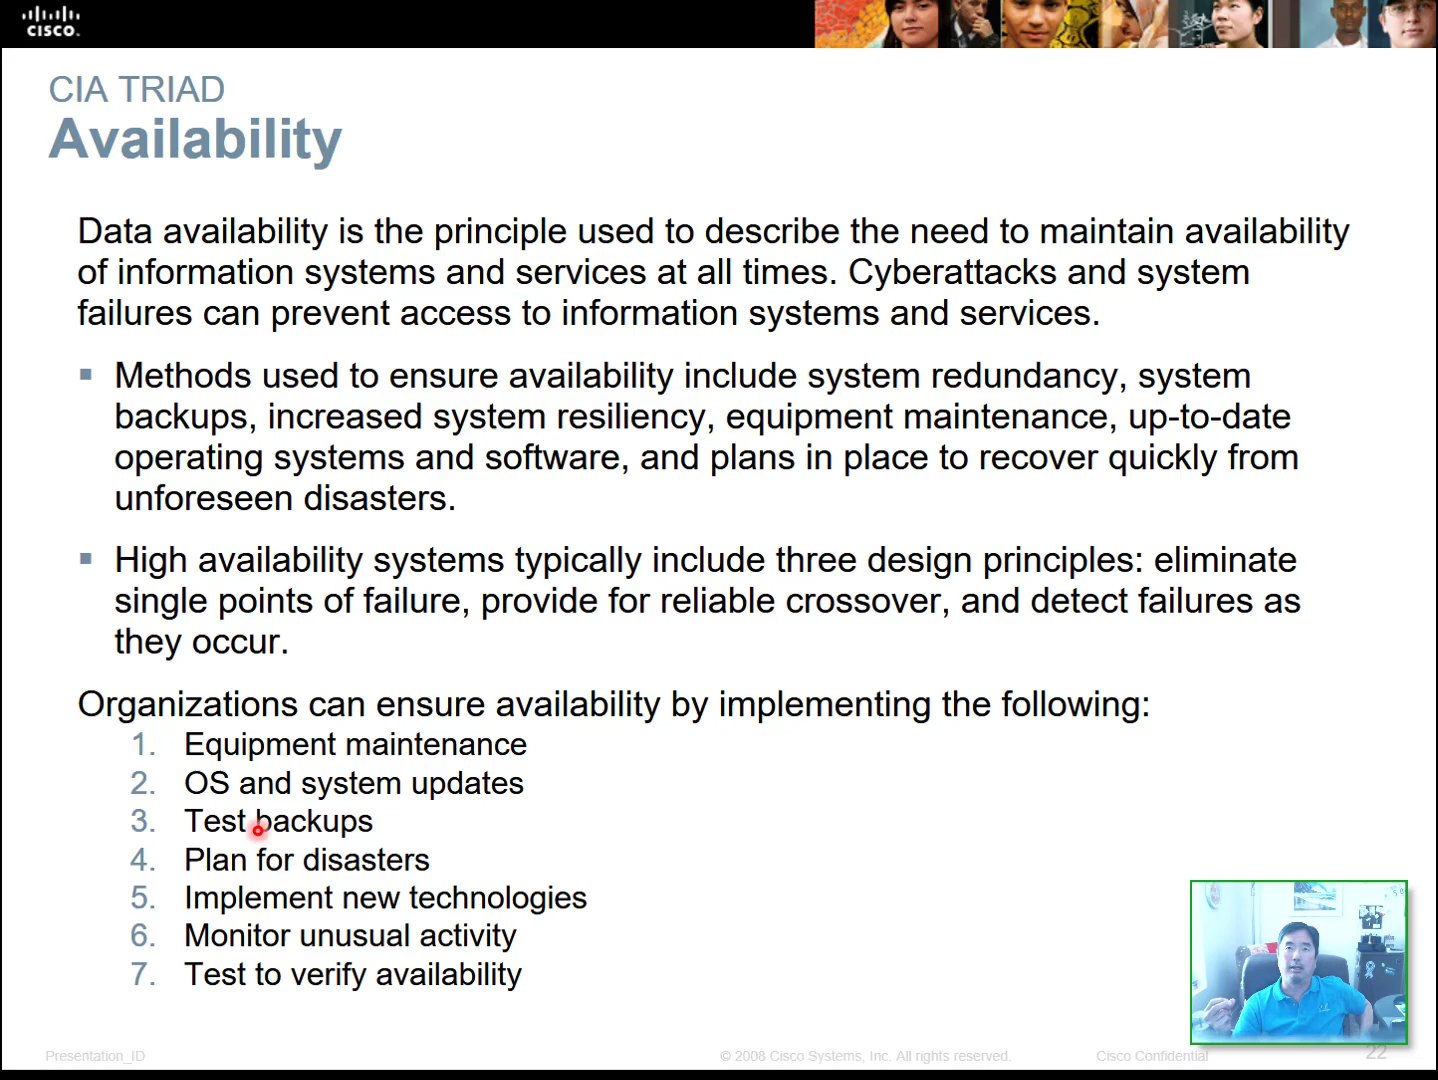 CISCO.
CIA TRIAD
Availability
Data availability is the principle used to describe the need to maintain availability
of information systems and services at all times. Cyberattacks and system
failures can prevent access to information systems and services.
▪ Methods used to ensure availability include system redundancy, system
backups, increased system resiliency, equipment maintenance, up-to-date
operating systems and software, and plans in place to recover quickly from
unforeseen disasters.
▪ High availability systems typically include three design principles: eliminate
single points of failure, provide for reliable crossover, and detect failures as
they occur.
Organizations can ensure availability by implementing the following:
1. Equipment maintenance
2. OS and system updates
3. Test backups
4. Plan for disasters
5. Implement new technologies
6. Monitor unusual activity
7. Test to verify availability
Presentation_ID © 2008 Cisco Systems, Inc. All rights reserved. Cisco Confidential 22